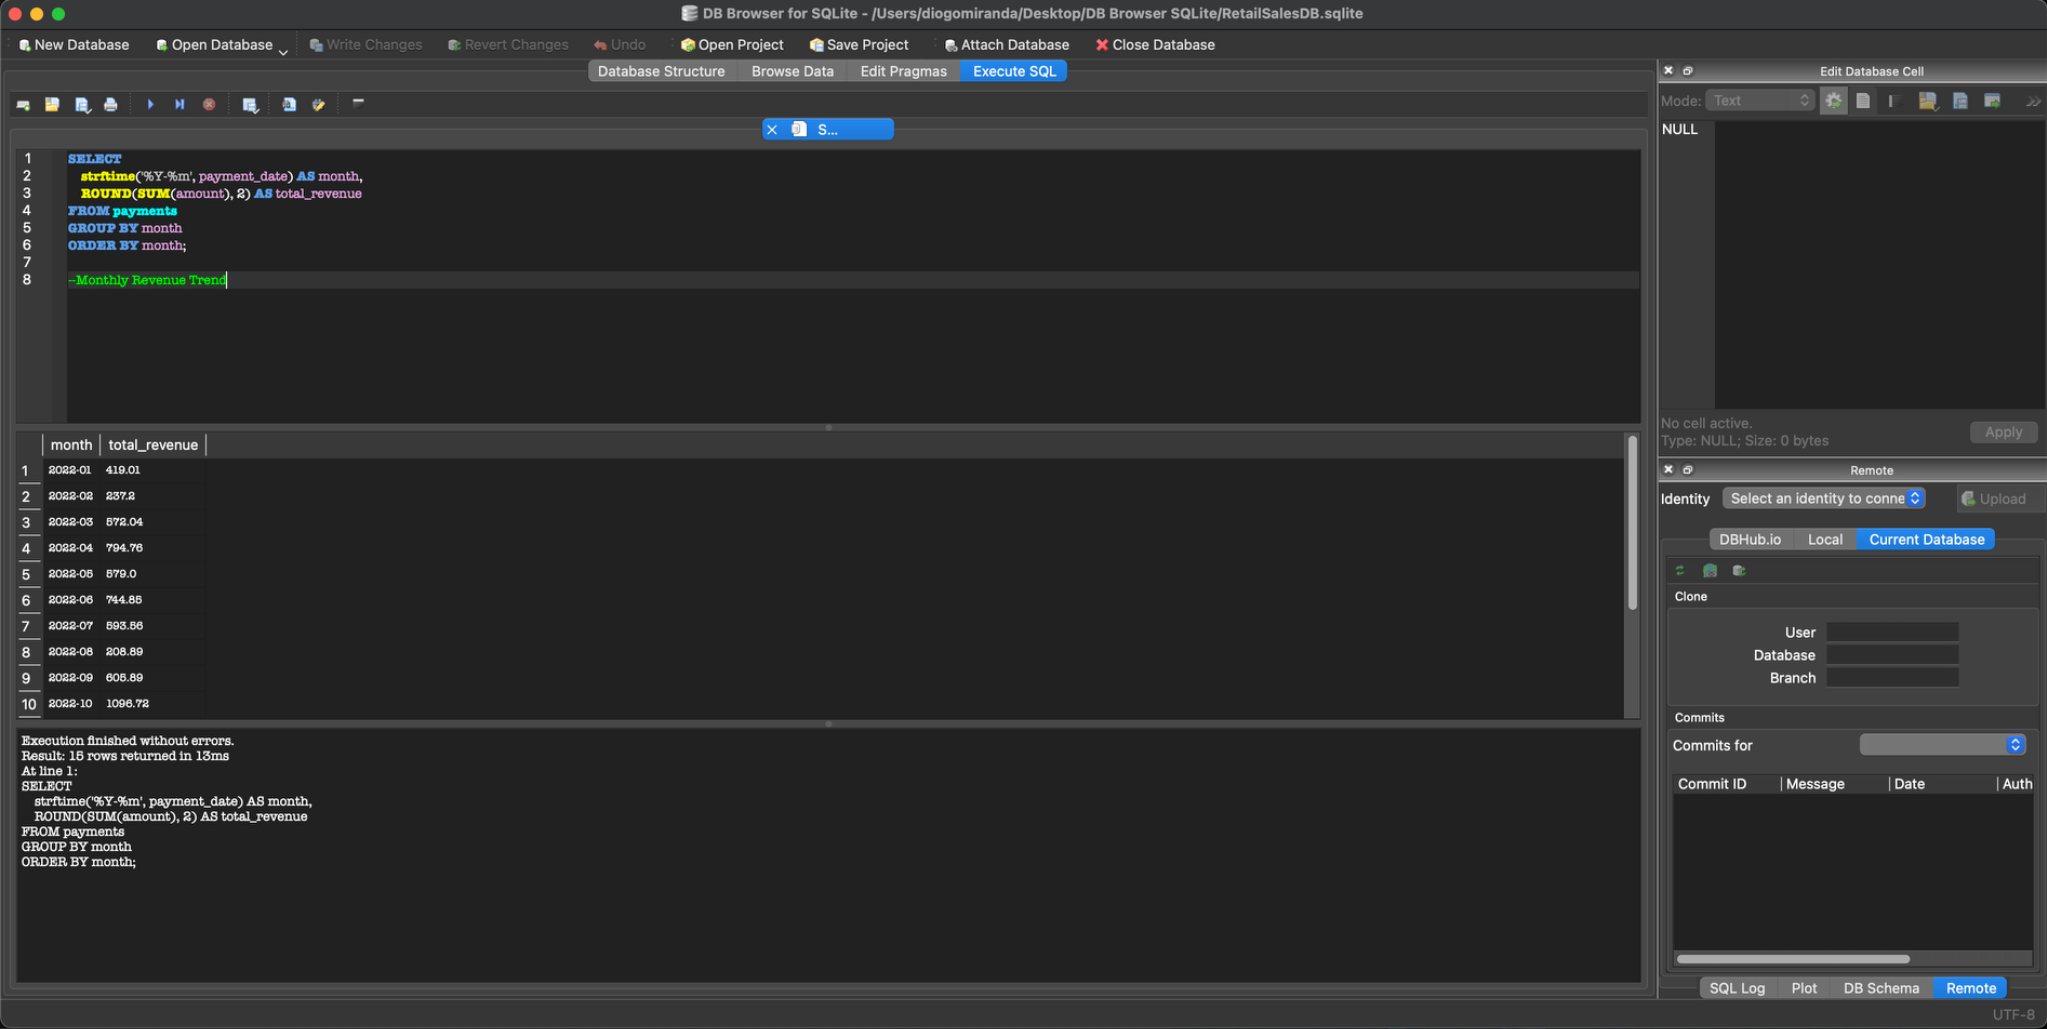 DB Browser for SQLite - /Users/diogomiranda/Desktop/DB Browser SQLite/RetailSalesDB.sqlite
New Database Open Database Write Changes Revert Changes Undo Open Project Save Project Attach Database Close Database
Database Structure Browse Data Edit Pragmas Execute SQL
S...
1 SELECT
2 strftime('%Y-%m', payment_date) AS month,
3 ROUND(SUM(amount), 2) AS total_revenue
4 FROM payments
5 GROUP BY month
6 ORDER BY month;
7
8 --Monthly Revenue Trend
month total_revenue
1 2022-01 419.01
2 2022-02 237.2
3 2022-03 572.04
4 2022-04 794.76
5 2022-05 579.0
6 2022-06 744.85
7 2022-07 593.56
8 2022-08 208.89
9 2022-09 605.89
10 2022-10 1096.72
Execution finished without errors.
Result: 15 rows returned in 13ms
At line 1:
SELECT
strftime('%Y-%m', payment_date) AS month,
ROUND(SUM(amount), 2) AS total_revenue
FROM payments
GROUP BY month
ORDER BY month;
Edit Database Cell
Mode: Text
NULL
No cell active.
Type: NULL; Size: 0 bytes
Apply
Remote
Identity Select an identity to conne Upload
DBHub.io Local Current Database
Clone
User
Database
Branch
Commits
Commits for
Commit ID Message Date Auth
SQL Log Plot DB Schema Remote
UTF-8